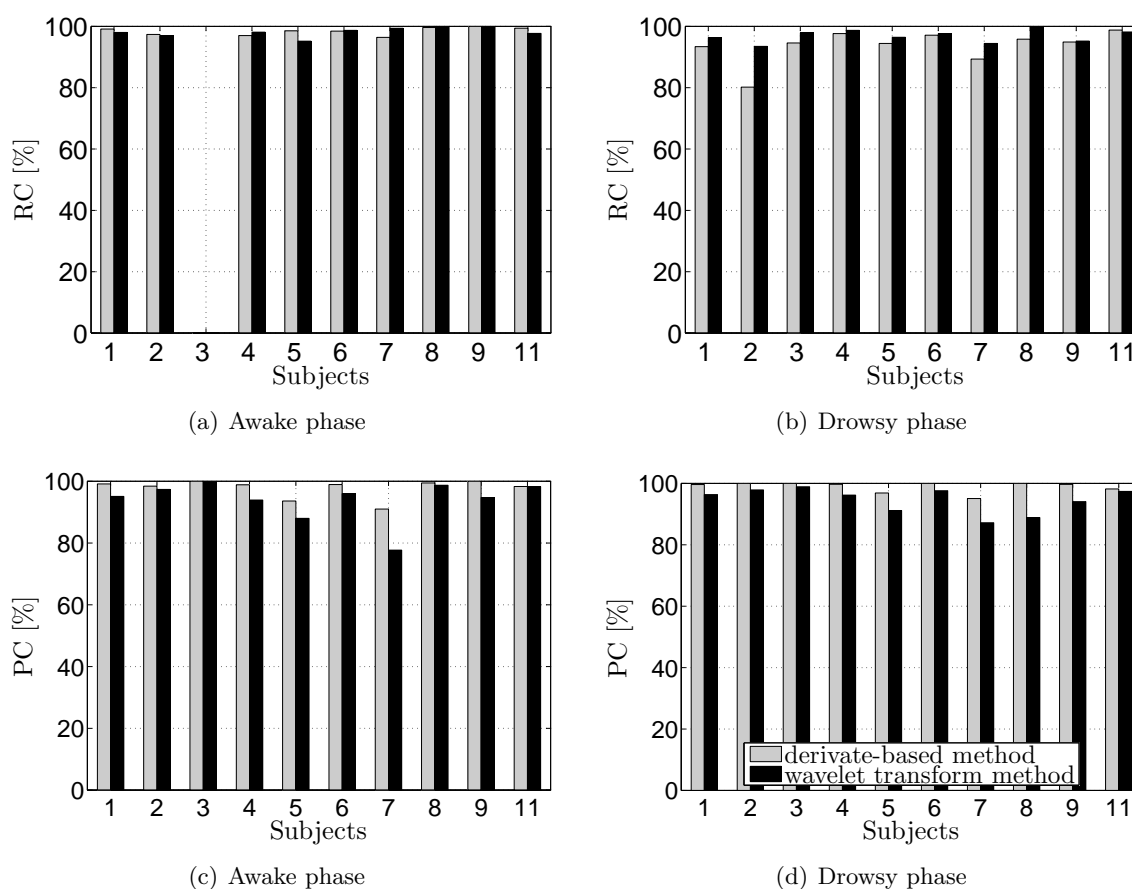 100
80
60
40
20
0
RC [%]
1 2 3 4 5 6 7 8 9 11
Subjects
(a) Awake phase
100
80
60
40
20
0
RC [%]
1 2 3 4 5 6 7 8 9 11
Subjects
(b) Drowsy phase
100
80
60
40
20
0
PC [%]
1 2 3 4 5 6 7 8 9 11
Subjects
(c) Awake phase
100
80
60
40
20
0
PC [%]
derivate-based method
wavelet transform method
1 2 3 4 5 6 7 8 9 11
Subjects
(d) Drowsy phase